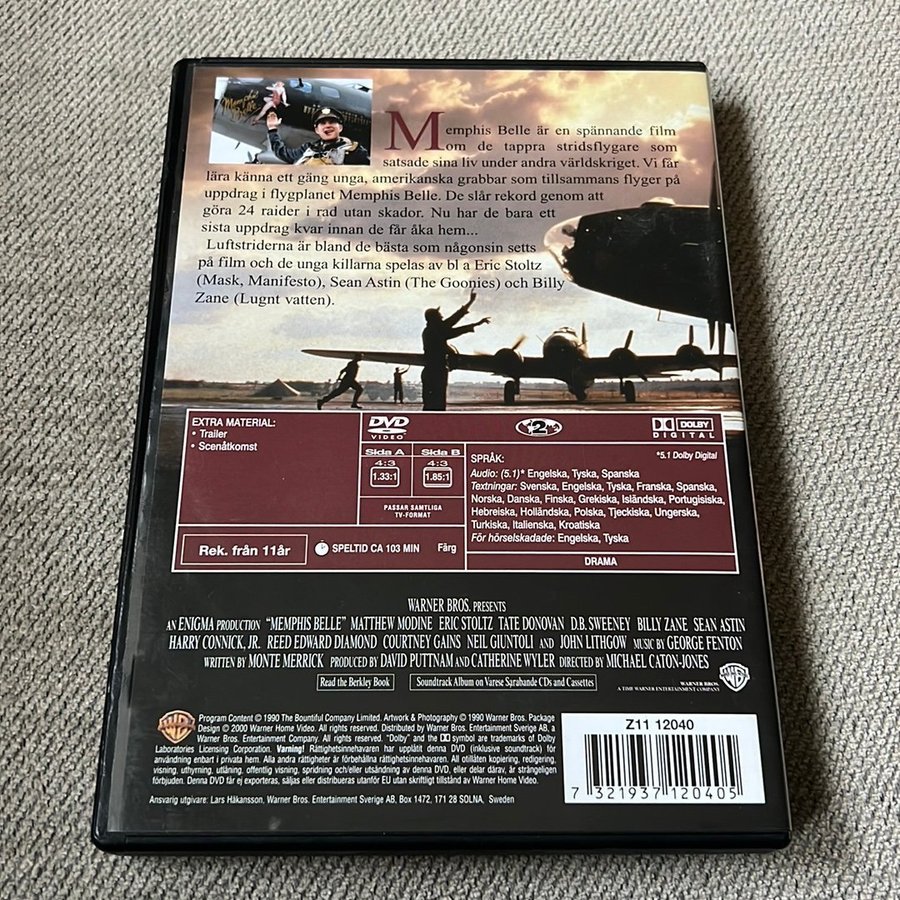 Memphis Belle
Memphis Belle är en spännande film
om de tappra stridsflygare som
satsade sina liv under andra världskriget. Vi får
lära känna ett gäng unga, amerikanska grabbar som tillsammans flyger på
uppdrag i flygplanet Memphis Belle. De slår rekord genom att
göra 24 raider i rad utan skador. Nu har de bara ett
sista uppdrag kvar innan de får åka hem...
Luftstriderna är bland de bästa som någonsin setts
på film och de unga killarna spelas av bl a Eric Stoltz
(Mask, Manifesto), Sean Astin (The Goonies) och Billy
Zane (Lugnt vatten).
EXTRA MATERIAL:
• Trailer
• Scenåtkomst
DVD
VIDEO
Sida A Sida B
4:3 4:3
1.33:1 1.85:1
PASSAR SAMTLIGA
TV-FORMAT
2
DOLBY
DIGITAL
*5.1 Dolby Digital
SPRÅK:
Audio: (5.1)* Engelska, Tyska, Spanska
Textningar: Svenska, Engelska, Tyska, Franska, Spanska,
Norska, Danska, Finska, Grekiska, Isländska, Portugisiska,
Hebreiska, Holländska, Polska, Tjeckiska, Ungerska,
Turkiska, Italienska, Kroatiska
För hörselskadade: Engelska, Tyska
Rek. från 11år
SPELTID CA 103 MIN Färg
DRAMA
WARNER BROS. PRESENTS
AN ENIGMA PRODUCTION "MEMPHIS BELLE" MATTHEW MODINE ERIC STOLTZ TATE DONOVAN D.B. SWEENEY BILLY ZANE SEAN ASTIN
HARRY CONNICK, JR. REED EDWARD DIAMOND COURTNEY GAINS NEIL GIUNTOLI AND JOHN LITHGOW MUSIC BY GEORGE FENTON
WRITTEN BY MONTE MERRICK PRODUCED BY DAVID PUTTNAM AND CATHERINE WYLER DIRECTED BY MICHAEL CATON-JONES
Read the Berkley Book
Soundtrack Album on Varese Sarabande CDs and Cassettes
WARNER BROS.
A TIME WARNER ENTERTAINMENT COMPANY
Program Content © 1990 The Bountiful Company Limited. Artwork & Photography © 1990 Warner Bros. Package
Design © 2000 Warner Home Video. All rights reserved. Distributed by Warner Bros. Entertainment Sverige AB, a
Warner Bros. Entertainment Company. All rights reserved. "Dolby" and the DD symbol are trademarks of Dolby
Laboratories Licensing Corporation. Varning! Rättighetsinnehavaren har upplåtit denna DVD (inklusive soundtrack) för
användning enbart i privata hem. Alla andra rättigheter är förbehållna rättighetsinnehavaren. All otillåten kopiering, redigering,
visning, uthyrning, utlåning, offentlig visning, spridning och/eller utsändning av denna DVD, eller delar därav, är strängeligen
förbjuden. Denna DVD får ej exporteras, säljas eller distribueras utanför EU utan skriftligt tillstånd av Warner Home Video.
Ansvarig utgivare: Lars Håkansson, Warner Bros. Entertainment Sverige AB, Box 1472, 171 28 SOLNA, Sweden
Z11 12040
7 321937 120405